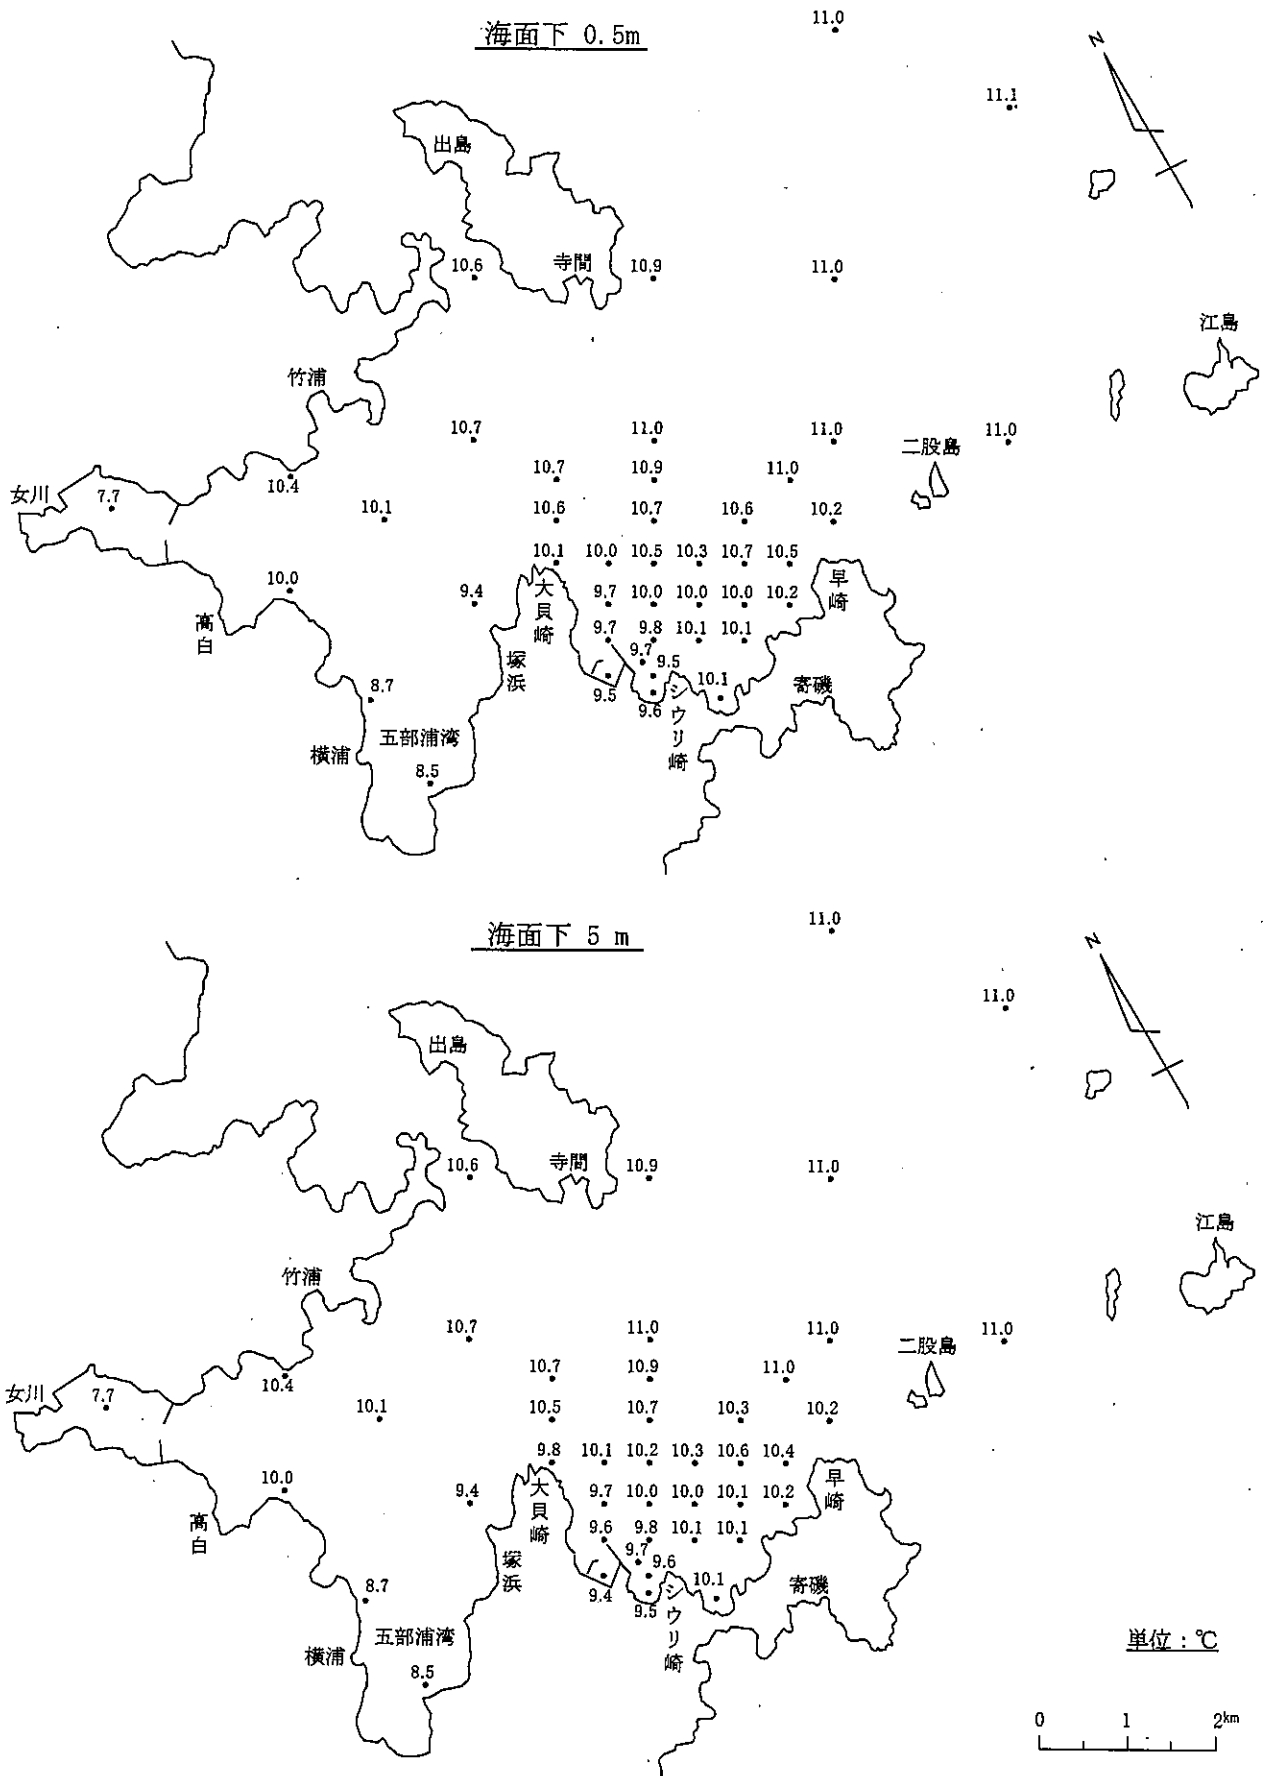 海面下 0.5m
11.0
11.1
N
出島
寺間
10.6
10.9
11.0
江島
竹浦
10.7
11.0
11.0
11.0
二股島
女川
7.7
10.4
10.7
10.9
11.0
10.1
10.6
10.7
10.6
10.2
10.1
10.0
10.5
10.3
10.7
10.5
高白
10.0
9.4
大貝崎
9.7
10.0
10.0
10.0
10.2
早崎
9.7
9.8
10.1
10.1
塚浜
9.7
9.5
9.5
9.6
シウリ崎
10.1
寄磯
8.7
横浦
五部浦湾
8.5
海面下 5 m
11.0
11.0
N
出島
寺間
10.6
10.9
11.0
江島
竹浦
10.7
11.0
11.0
11.0
二股島
女川
7.7
10.4
10.7
10.9
11.0
10.1
10.5
10.7
10.3
10.2
9.8
10.1
10.2
10.3
10.6
10.4
高白
10.0
9.4
大貝崎
9.7
10.0
10.0
10.1
10.2
早崎
9.6
9.8
10.1
10.1
塚浜
9.7
9.6
9.4
9.5
シウリ崎
10.1
寄磯
8.7
横浦
五部浦湾
8.5
単位：℃
0 1 2km